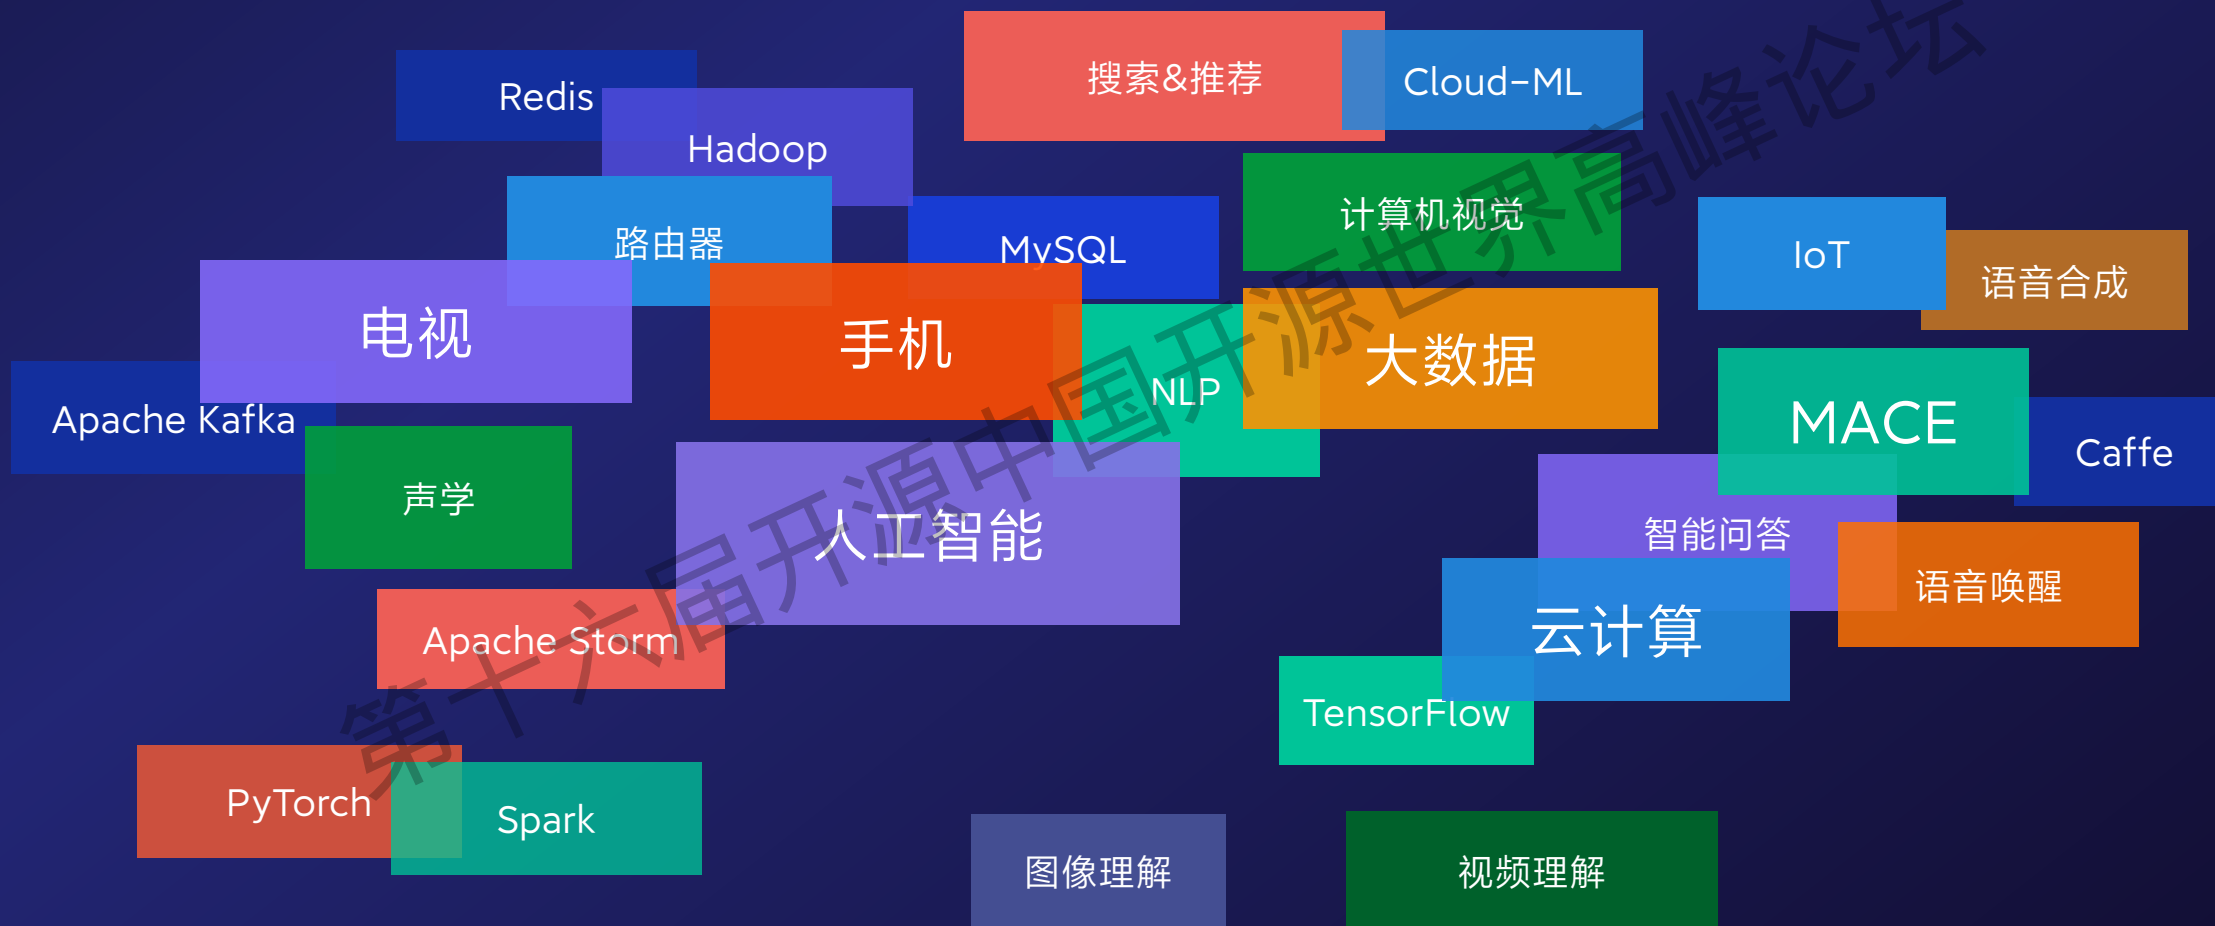 搜索&推荐
Cloud-ML
Redis
Hadoop
计算机视觉
路由器
MySQL
IoT
语音合成
电视
手机
大数据
NLP
Apache Kafka
MACE
Caffe
声学
人工智能
智能问答
语音唤醒
Apache Storm
云计算
TensorFlow
PyTorch
Spark
图像理解
视频理解
第十六届开源中国开源世界高峰论坛